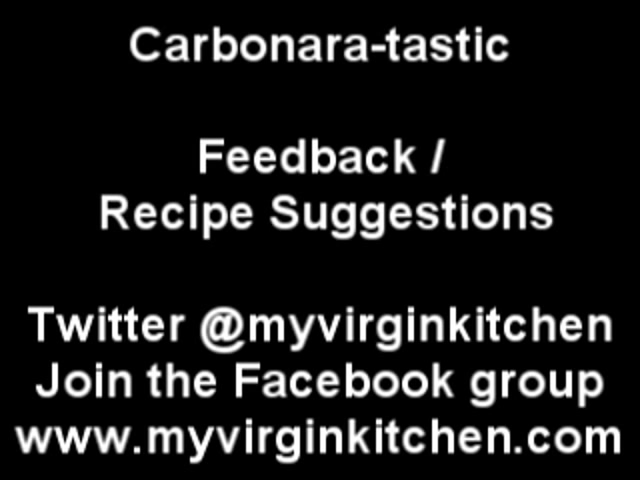 Carbonara-tastic
Feedback /
Recipe Suggestions
Twitter @myvirginkitchen
Join the Facebook group
www.myvirginkitchen.com